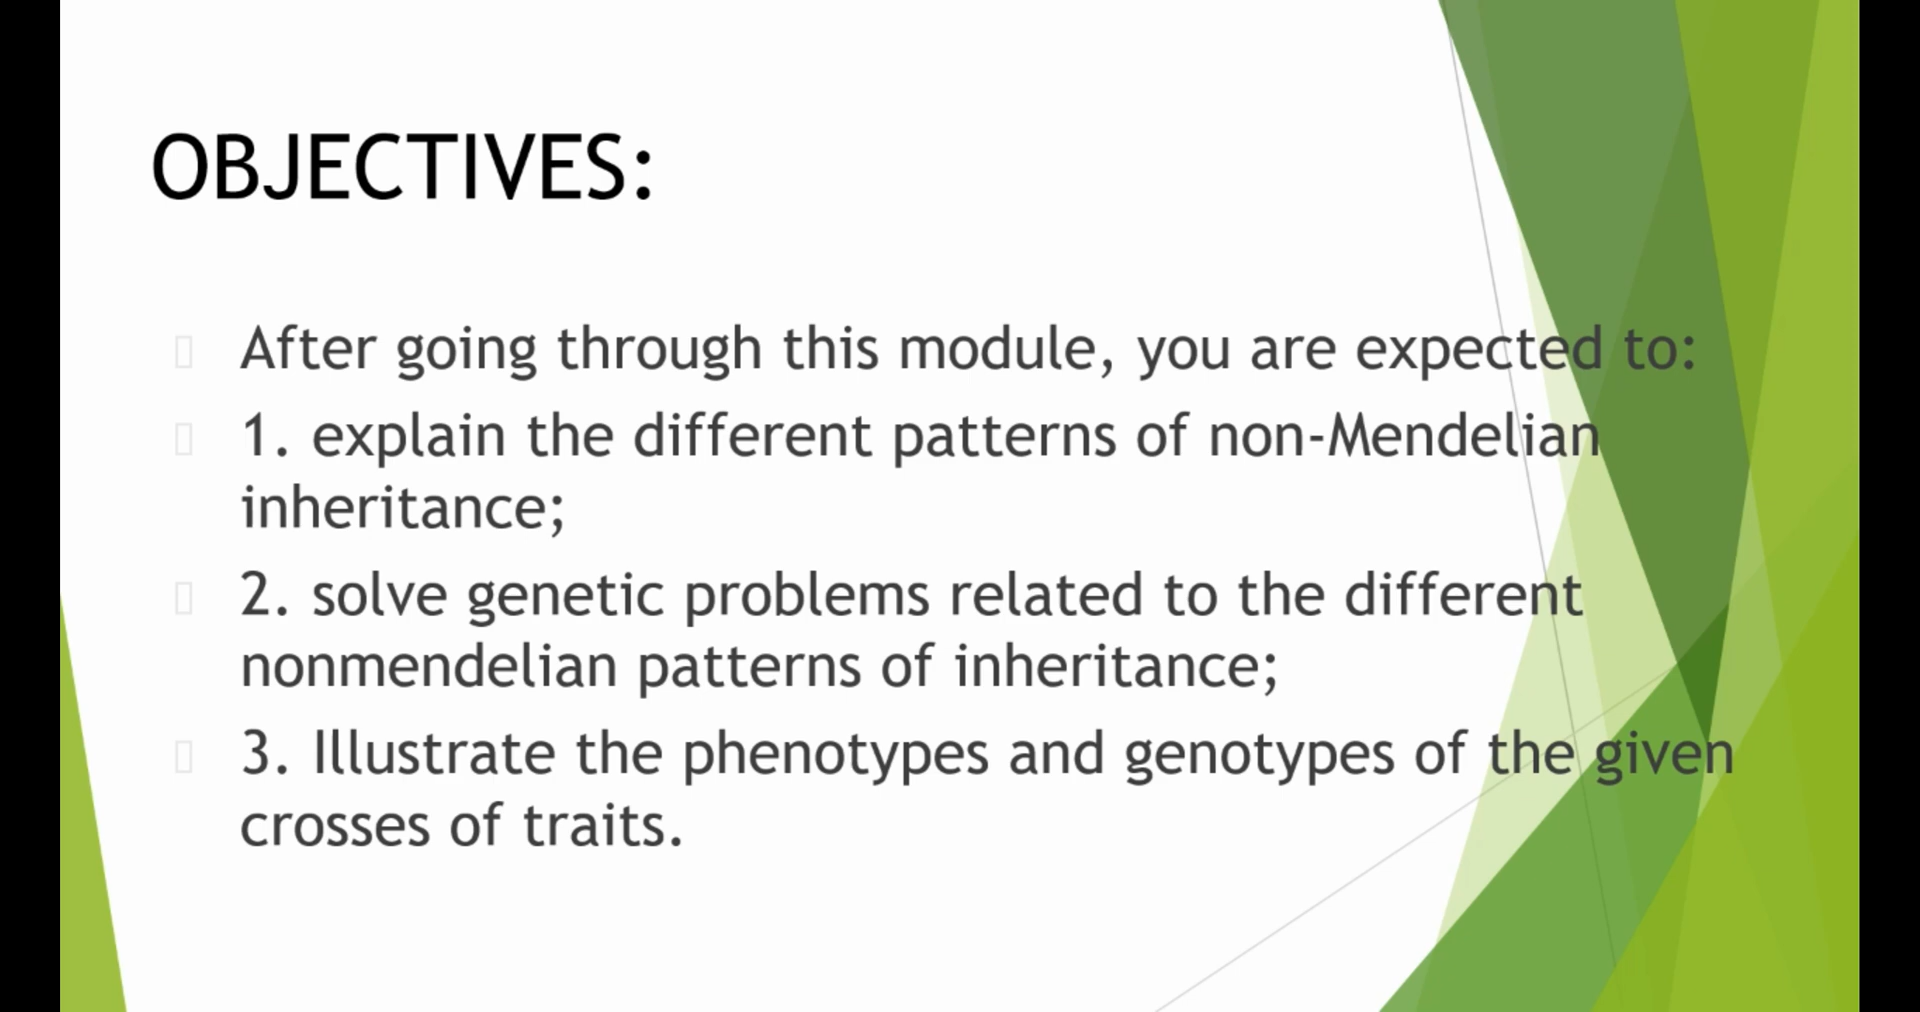 OBJECTIVES:
After going through this module, you are expected to:
1. explain the different patterns of non-Mendelian
inheritance;
2. solve genetic problems related to the different
nonmendelian patterns of inheritance;
3. Illustrate the phenotypes and genotypes of the given
crosses of traits.